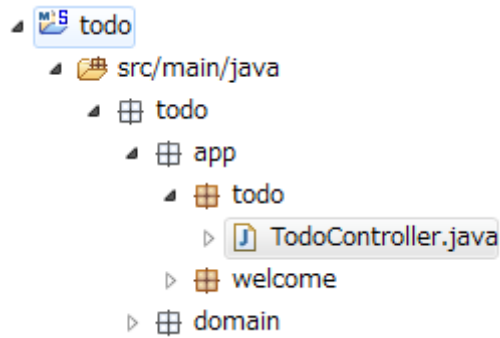 todo
src/main/java
todo
app
todo
TodoController.java
welcome
domain